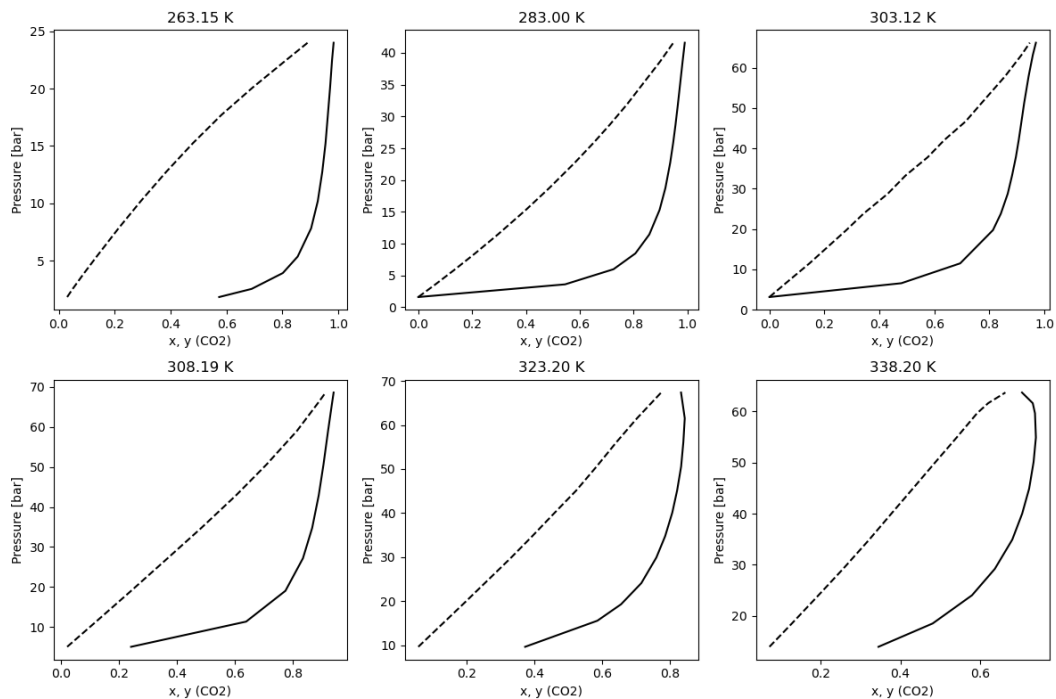 263.15 K
283.00 K
303.12 K
Pressure [bar]
25
20
15
10
5
0.0 0.2 0.4 0.6 0.8 1.0
x, y (CO2)
Pressure [bar]
40
35
30
25
20
15
10
5
0
0.0 0.2 0.4 0.6 0.8 1.0
x, y (CO2)
Pressure [bar]
60
50
40
30
20
10
0
0.0 0.2 0.4 0.6 0.8 1.0
x, y (CO2)
308.19 K
323.20 K
338.20 K
Pressure [bar]
70
60
50
40
30
20
10
0.0 0.2 0.4 0.6 0.8
x, y (CO2)
Pressure [bar]
70
60
50
40
30
20
10
0.2 0.4 0.6 0.8
x, y (CO2)
Pressure [bar]
60
50
40
30
20
0.2 0.4 0.6
x, y (CO2)